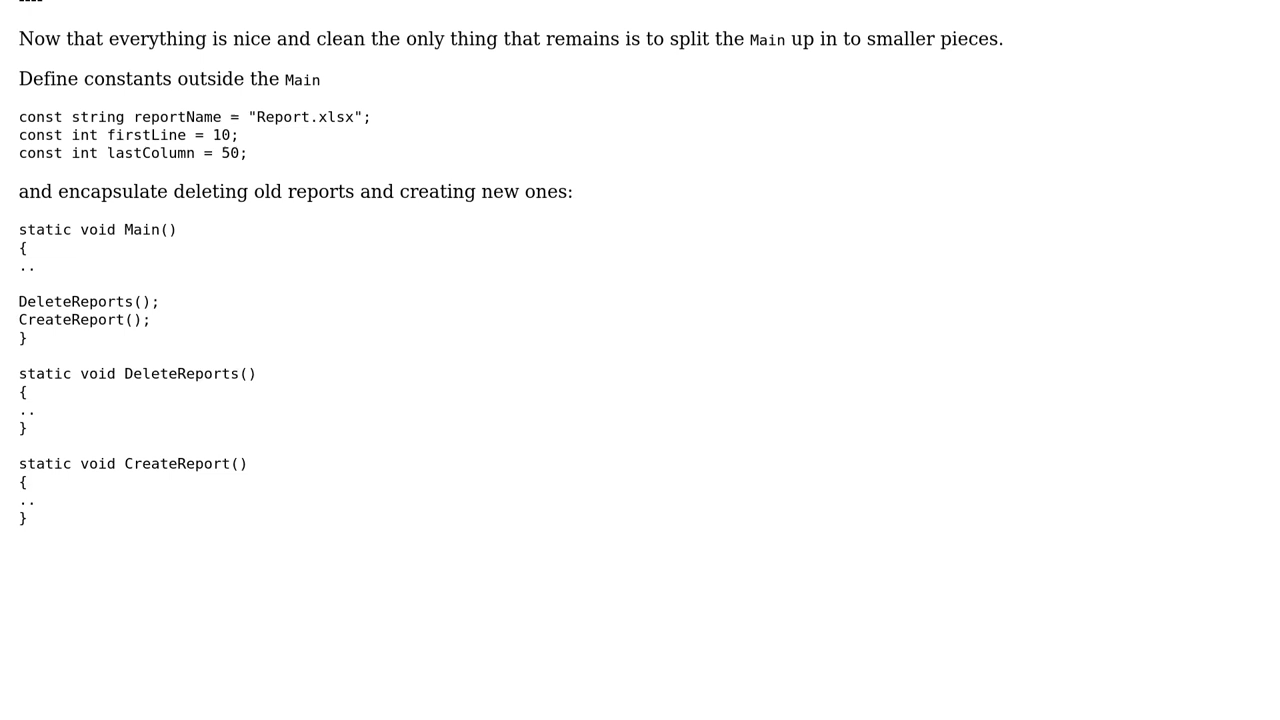 Now that everything is nice and clean the only thing that remains is to split the Main up in to smaller pieces.
Define constants outside the Main
const string reportName = "Report.xlsx";
const int firstLine = 10;
const int lastColumn = 50;
and encapsulate deleting old reports and creating new ones:
static void Main()
{
..
DeleteReports();
CreateReport();
}
static void DeleteReports()
{
..
}
static void CreateReport()
{
..
}